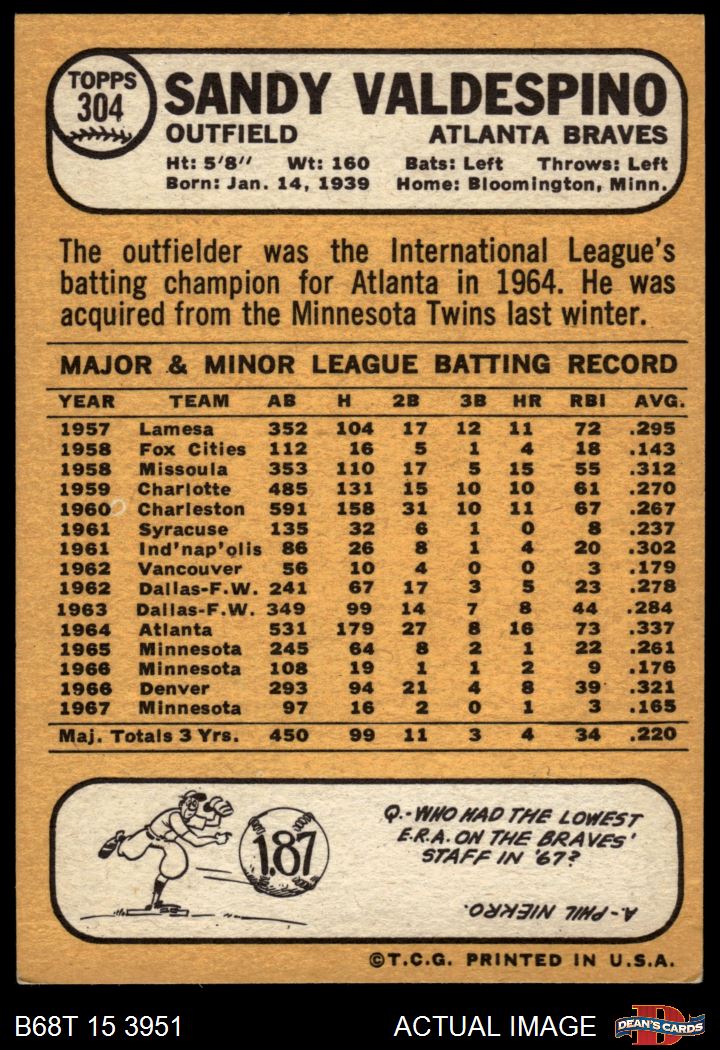 TOPPS
304
SANDY VALDESPINO
OUTFIELD ATLANTA BRAVES
Ht: 5'8" Wt: 160 Bats: Left Throws: Left
Born: Jan. 14, 1939 Home: Bloomington, Minn.
The outfielder was the International League's
batting champion for Atlanta in 1964. He was
acquired from the Minnesota Twins last winter.
MAJOR & MINOR LEAGUE BATTING RECORD
YEAR TEAM AB H 2B 3B HR RBI AVG.
1957 Lamesa 352 104 17 12 11 72 .295
1958 Fox Cities 112 16 5 1 4 18 .143
1958 Missoula 353 110 17 5 15 55 .312
1959 Charlotte 485 131 15 10 10 61 .270
1960 Charleston 591 158 31 10 11 67 .267
1961 Syracuse 135 32 6 1 0 8 .237
1961 Ind'nap'olis 86 26 8 1 4 20 .302
1962 Vancouver 56 10 4 0 0 3 .179
1962 Dallas-F.W. 241 67 17 3 5 23 .278
1963 Dallas-F.W. 349 99 14 7 8 44 .284
1964 Atlanta 531 179 27 8 16 73 .337
1965 Minnesota 245 64 8 2 1 22 .261
1966 Minnesota 108 19 1 1 2 9 .176
1966 Denver 293 94 21 4 8 39 .321
1967 Minnesota 97 16 2 0 1 3 .165
Maj. Totals 3 Yrs. 450 99 11 3 4 34 .220
1.87
Q.-WHO HAD THE LOWEST
E.R.A. ON THE BRAVES'
STAFF IN '67?
A.-PHIL NIEKRO.
©T.C.G. PRINTED IN U.S.A.
B68T 15 3951 ACTUAL IMAGE
D
DEAN'S CARDS